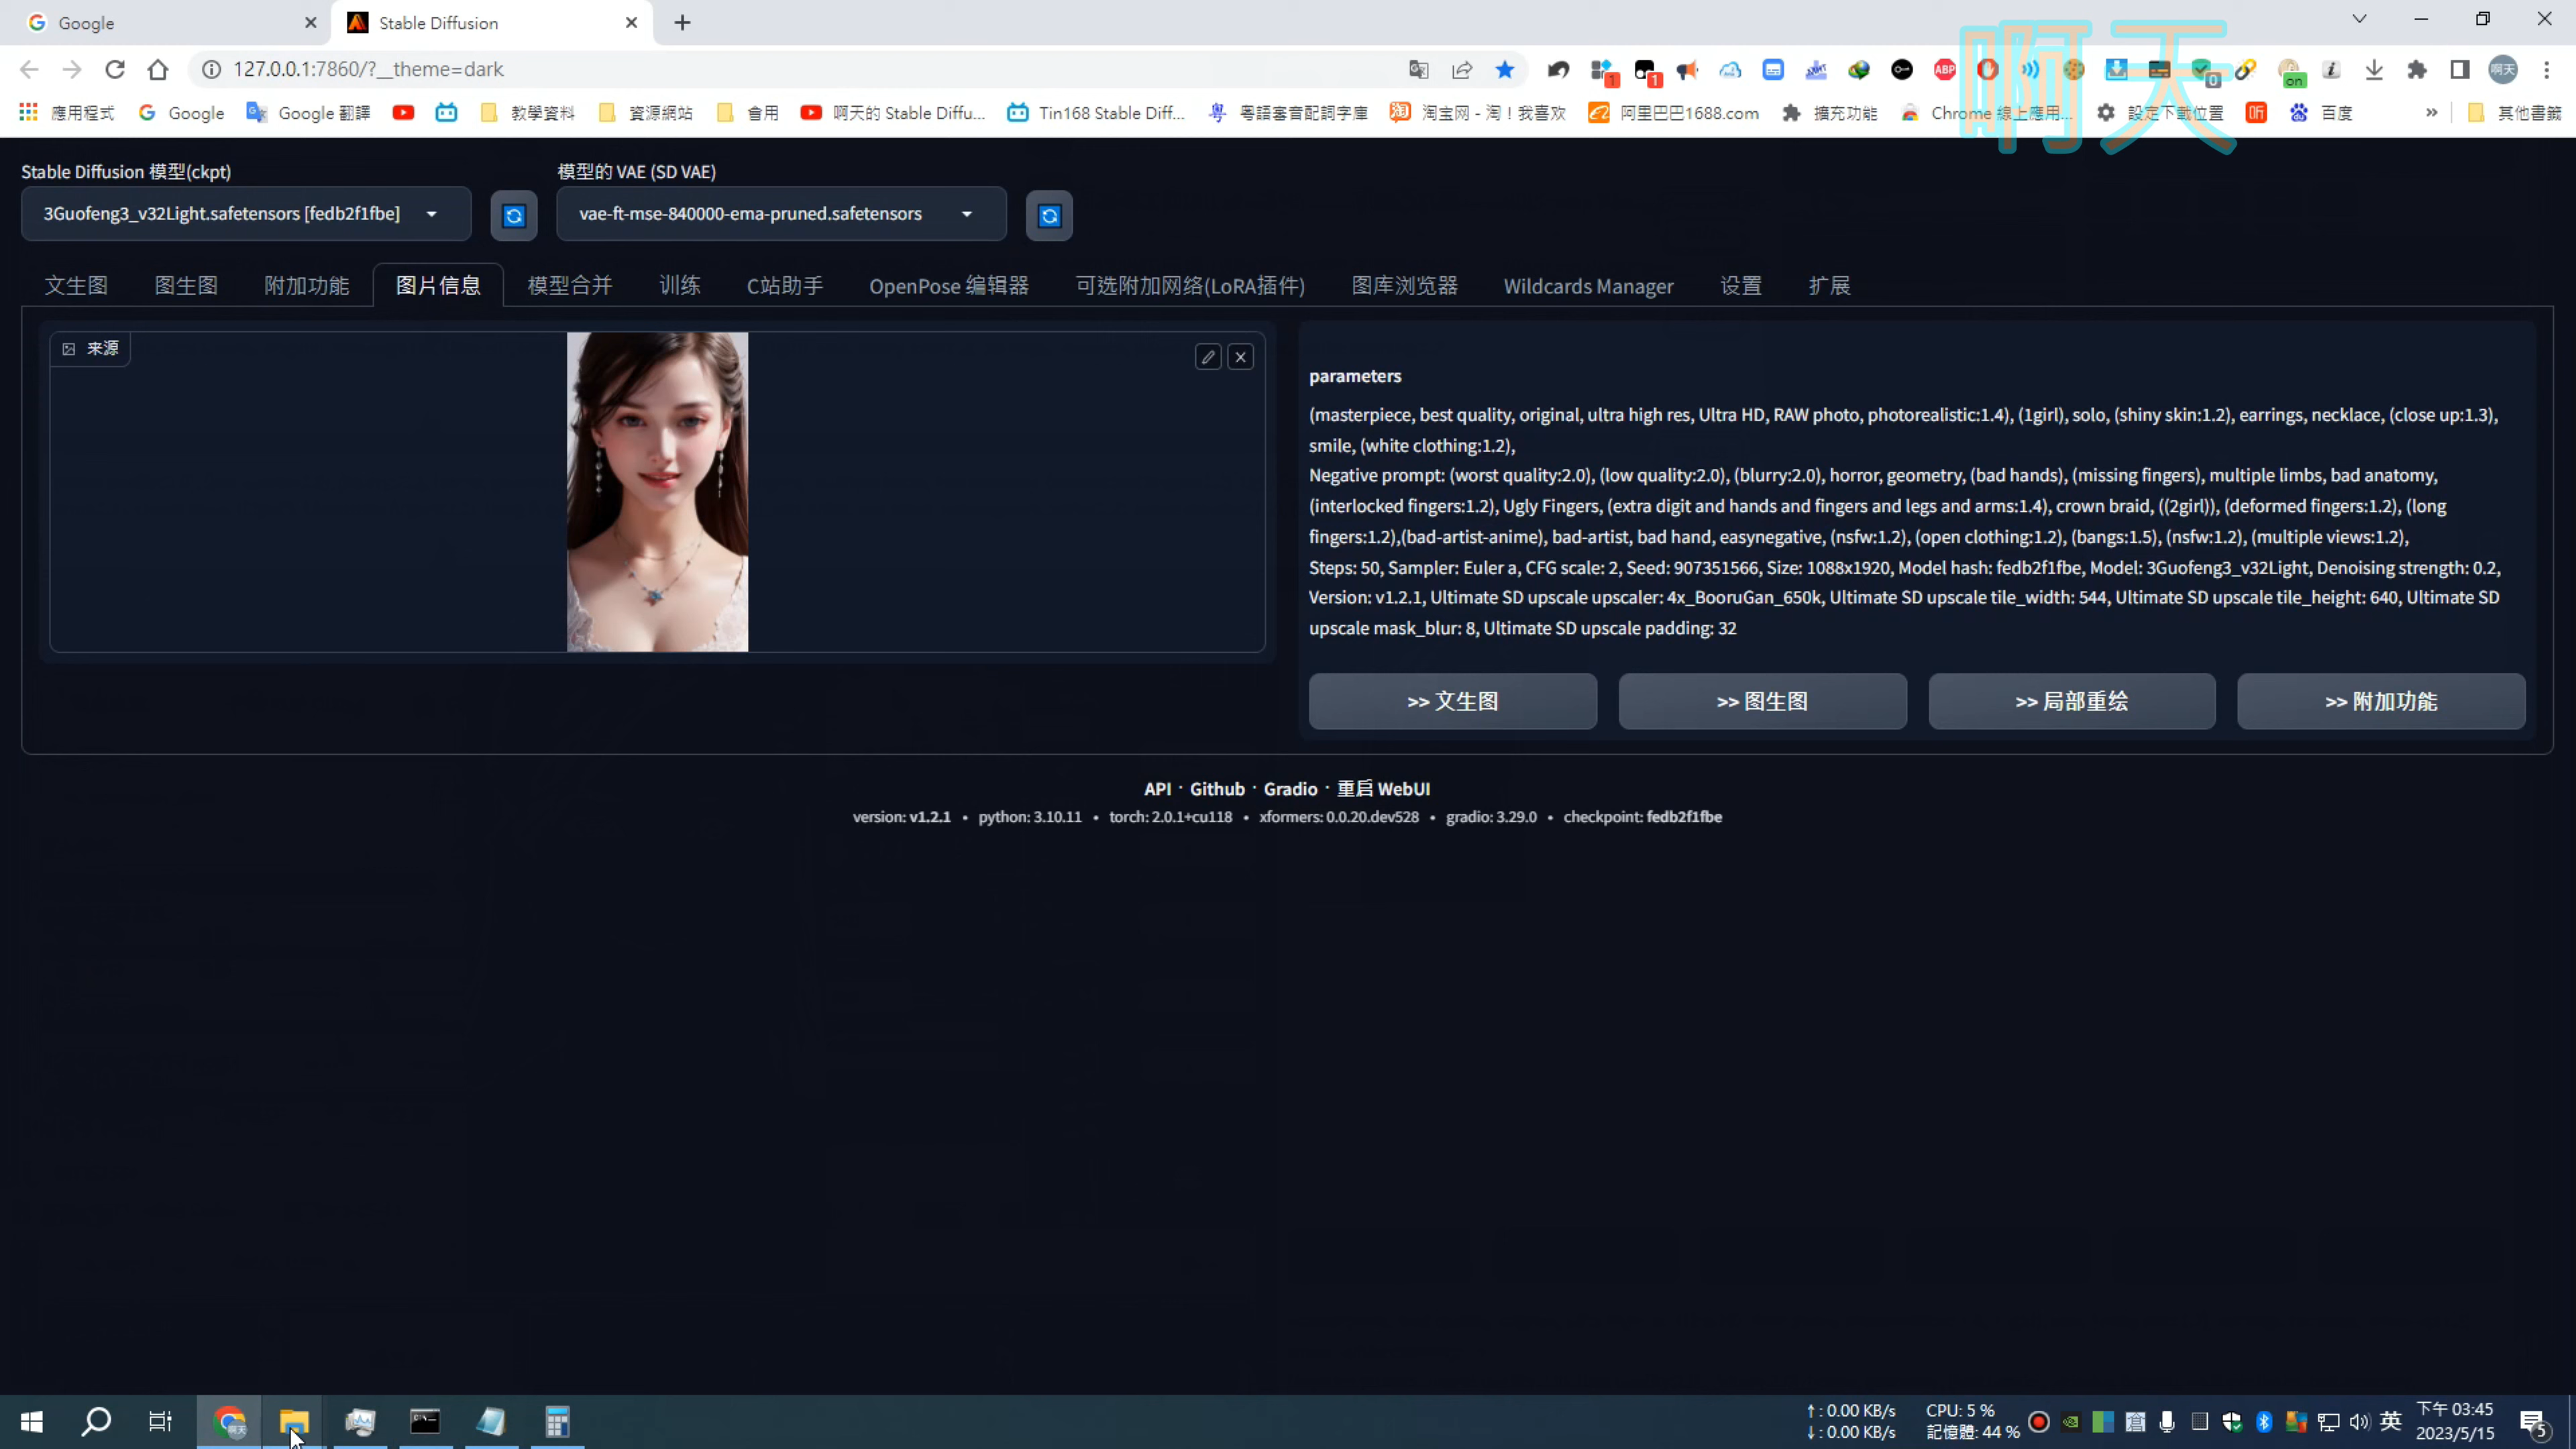 Google
Stable Diffusion
127.0.0.1:7860/?__theme=dark
啊天
應用程式
Google
Google 翻譯
教學資料
資源網站
會用
啊天的 Stable Diffu...
Tin168 Stable Diff...
粵語審音配詞字庫
淘宝网 - 淘！我喜欢
阿里巴巴1688.com
擴充功能
Chrome 線上應用...
設定下載位置
百度
其他書籤
Stable Diffusion 模型(ckpt)
模型的 VAE (SD VAE)
3Guofeng3_v32Light.safetensors [fedb2f1fbe]
vae-ft-mse-840000-ema-pruned.safetensors
文生图
图生图
附加功能
图片信息
模型合并
训练
C站助手
OpenPose 编辑器
可选附加网络(LoRA插件)
图库浏览器
Wildcards Manager
设置
扩展
来源
parameters
(masterpiece, best quality, original, ultra high res, Ultra HD, RAW photo, photorealistic:1.4), (1girl), solo, (shiny skin:1.2), earrings, necklace, (close up:1.3),
smile, (white clothing:1.2),
Negative prompt: (worst quality:2.0), (low quality:2.0), (blurry:2.0), horror, geometry, (bad hands), (missing fingers), multiple limbs, bad anatomy,
(interlocked fingers:1.2), Ugly Fingers, (extra digit and hands and fingers and legs and arms:1.4), crown braid, ((2girl)), (deformed fingers:1.2), (long
fingers:1.2),(bad-artist-anime), bad-artist, bad hand, easynegative, (nsfw:1.2), (open clothing:1.2), (bangs:1.5), (nsfw:1.2), (multiple views:1.2),
Steps: 50, Sampler: Euler a, CFG scale: 2, Seed: 907351566, Size: 1088x1920, Model hash: fedb2f1fbe, Model: 3Guofeng3_v32Light, Denoising strength: 0.2,
Version: v1.2.1, Ultimate SD upscale upscaler: 4x_BooruGan_650k, Ultimate SD upscale tile_width: 544, Ultimate SD upscale tile_height: 640, Ultimate SD
upscale mask_blur: 8, Ultimate SD upscale padding: 32
>> 文生图
>> 图生图
>> 局部重绘
>> 附加功能
API · Github · Gradio · 重启 WebUI
version: v1.2.1 • python: 3.10.11 • torch: 2.0.1+cu118 • xformers: 0.0.20.dev528 • gradio: 3.29.0 • checkpoint: fedb2f1fbe
↑ : 0.00 KB/s
↓ : 0.00 KB/s
CPU: 5 %
記憶體: 44 %
英
下午 03:45
2023/5/15
5